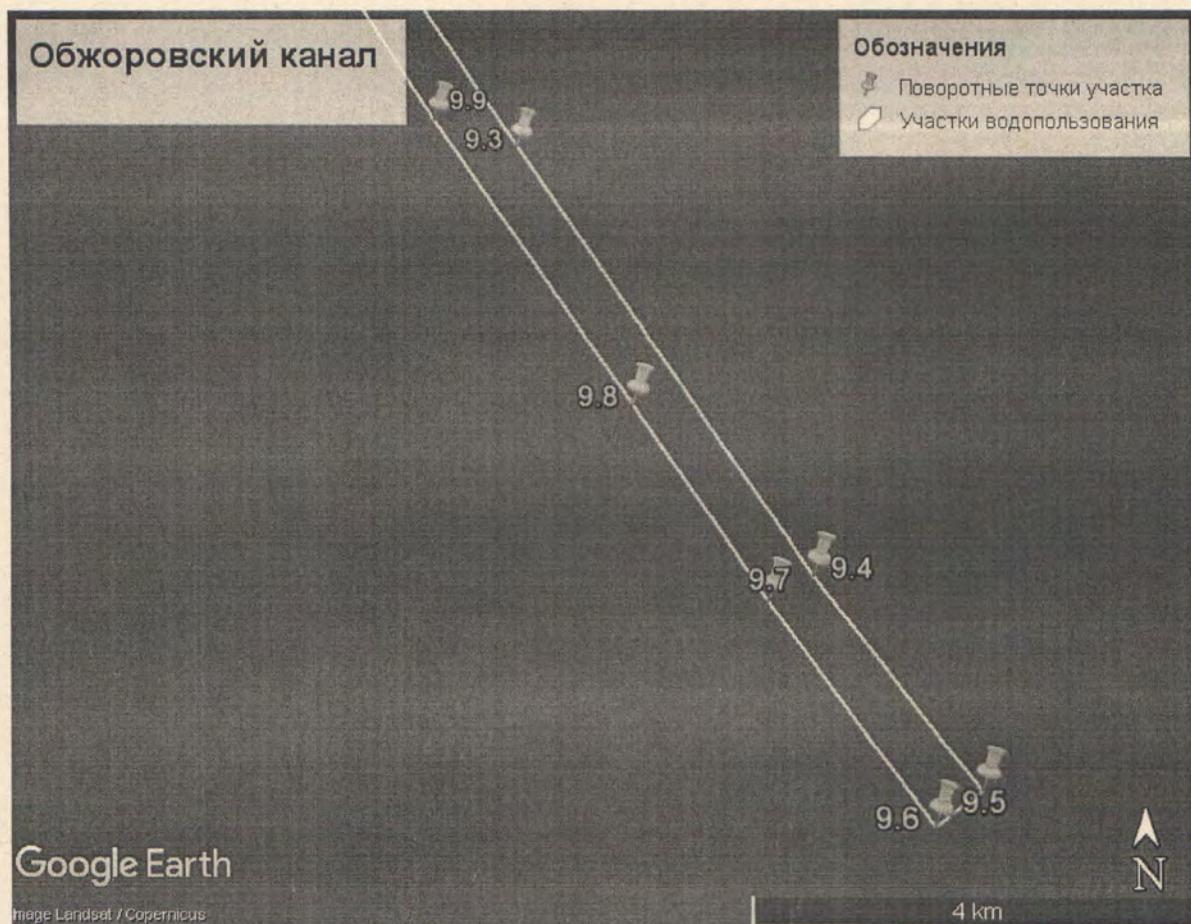 Обжоровский канал
Обозначения
Поворотные точки участка
Участки водопользования
9.9
9.3
9.8
9.7
9.4
9.6
9.5
N
Google Earth
Image Landsat / Copernicus
4 km